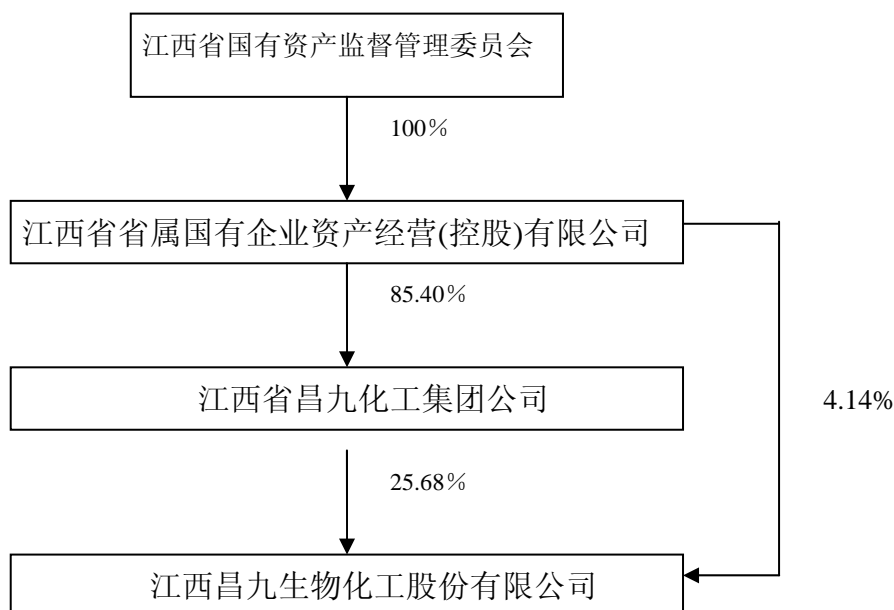 江西省国有资产监督管理委员会
100％
江西省省属国有企业资产经营(控股)有限公司
85.40％
江西省昌九化工集团公司
4.14%
25.68％
江西昌九生物化工股份有限公司